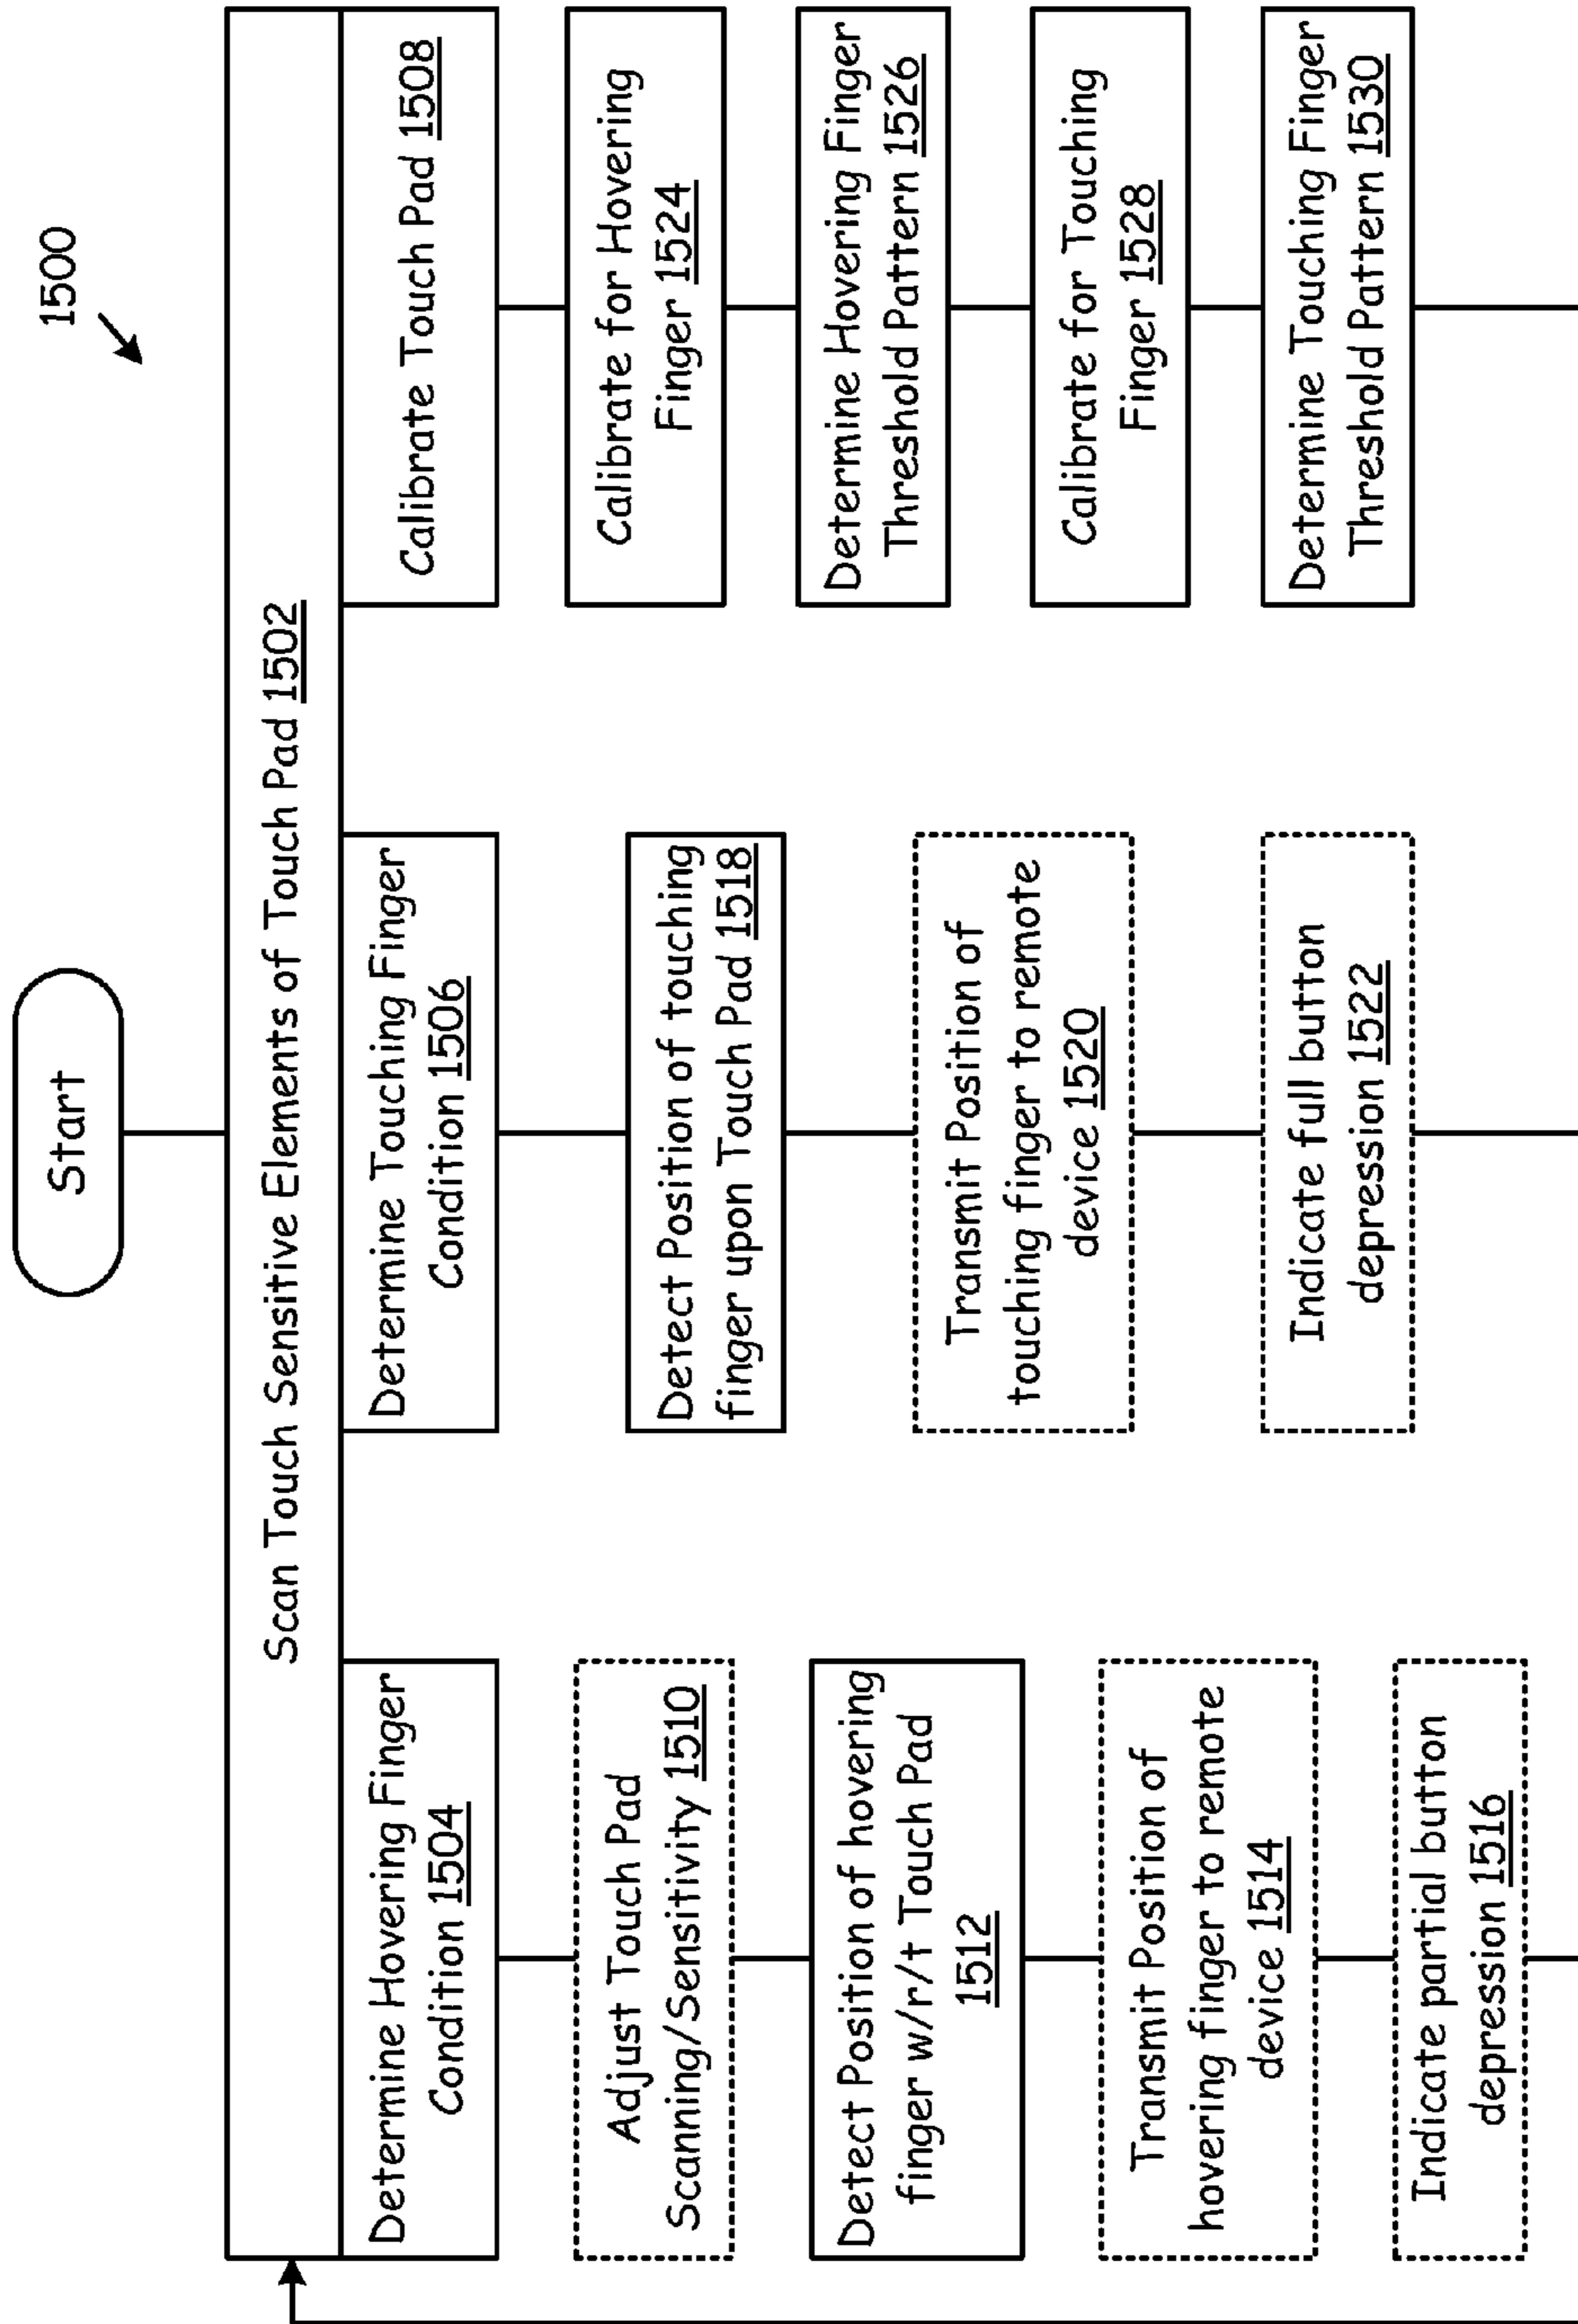 1500
Start
Scan Touch Sensitive Elements of Touch Pad 1502
Determine Hovering Finger
Condition 1504
Adjust Touch Pad
Scanning/Sensitivity 1510
Detect Position of hovering
finger w/r/t Touch Pad
1512
Transmit Position of
hovering finger to remote
device 1514
Indicate partial button
depression 1516
Determine Touching Finger
Condition 1506
Detect Position of touching
finger upon Touch Pad 1518
Transmit Position of
touching finger to remote
device 1520
Indicate full button
depression 1522
Calibrate Touch Pad 1508
Calibrate for Hovering
Finger 1524
Determine Hovering Finger
Threshold Pattern 1526
Calibrate for Touching
Finger 1528
Determine Touching Finger
Threshold Pattern 1530